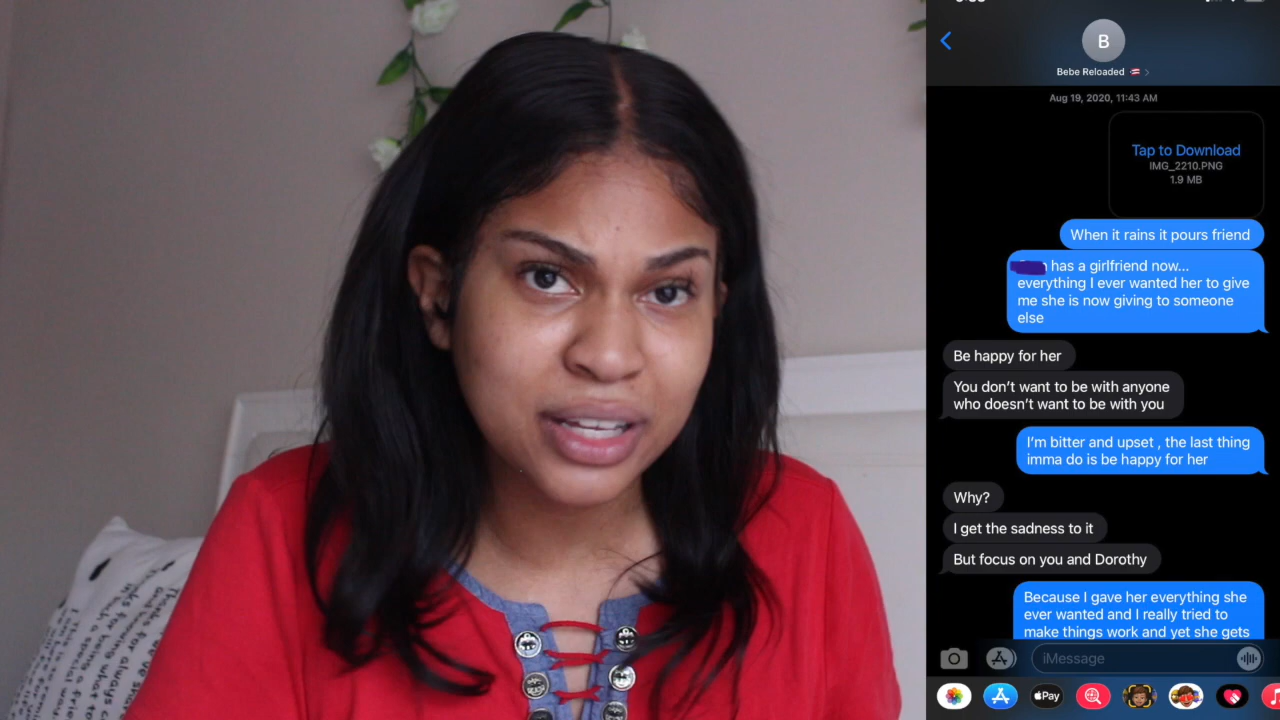 B
Bebe Reloaded
Aug 19, 2020, 11:43 AM
Tap to Download
IMG_2210.PNG
1.9 MB
When it rains it pours friend
has a girlfriend now...
everything I ever wanted her to give
me she is now giving to someone
else
Be happy for her
You don't want to be with anyone
who doesn't want to be with you
I'm bitter and upset , the last thing
imma do is be happy for her
Why?
I get the sadness to it
But focus on you and Dorothy
Because I gave her everything she
ever wanted and I really tried to
make things work and yet she gets
iMessage
Pay